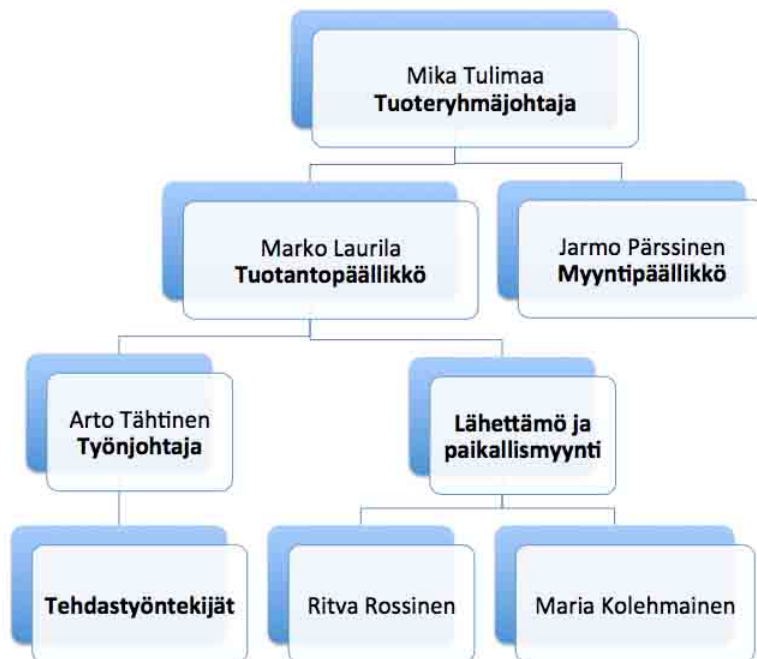 Mika Tulimaa
Tuoteryhmäjohtaja
Marko Laurila
Tuotantopäällikkö
Jarmo Pärssinen
Myyntipäällikkö
Arto Tähtinen
Työnjohtaja
Lähettämö ja
paikallismyynti
Tehdastyöntekijät
Ritva Rossinen
Maria Kolehmainen